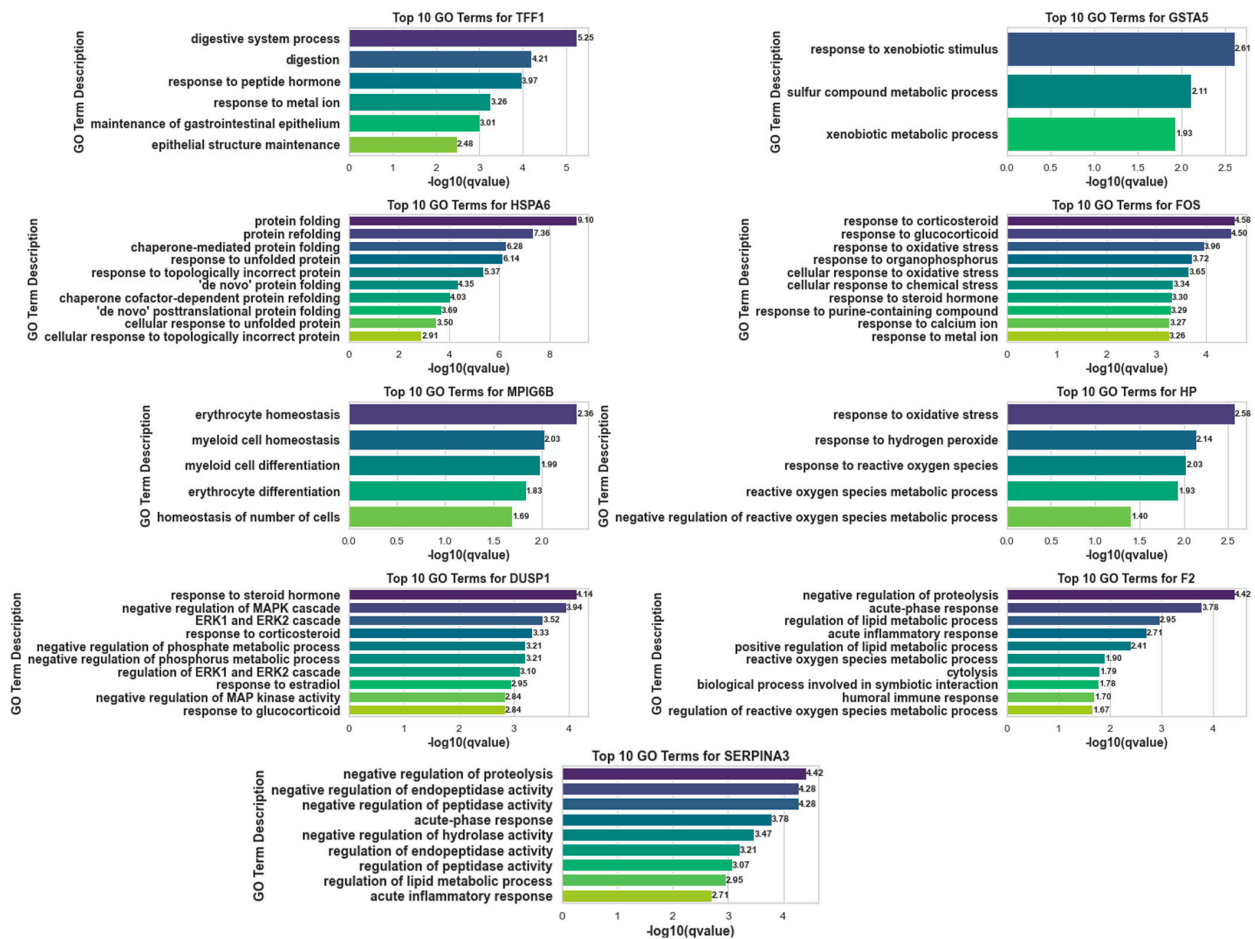 Top 10 GO Terms for TFF1
GO Term Description
digestive system process
5.25
digestion
4.21
response to peptide hormone
3.97
response to metal ion
3.26
maintenance of gastrointestinal epithelium
3.01
epithelial structure maintenance
2.48
0 1 2 3 4 5
-log10(qvalue)
Top 10 GO Terms for GSTA5
GO Term Description
response to xenobiotic stimulus
2.61
sulfur compound metabolic process
2.11
xenobiotic metabolic process
1.93
0.0 0.5 1.0 1.5 2.0 2.5
-log10(qvalue)
Top 10 GO Terms for HSPA6
GO Term Description
protein folding
9.10
protein refolding
7.36
chaperone-mediated protein folding
6.28
response to unfolded protein
6.14
response to topologically incorrect protein
5.37
'de novo' protein folding
4.35
chaperone cofactor-dependent protein refolding
4.03
'de novo' posttranslational protein folding
3.69
cellular response to unfolded protein
3.50
cellular response to topologically incorrect protein
2.91
0 2 4 6 8
-log10(qvalue)
Top 10 GO Terms for FOS
GO Term Description
response to corticosteroid
4.58
response to glucocorticoid
4.50
response to oxidative stress
3.96
response to organophosphorus
3.72
cellular response to oxidative stress
3.65
cellular response to chemical stress
3.34
response to steroid hormone
3.30
response to purine-containing compound
3.29
response to calcium ion
3.27
response to metal ion
3.26
0 1 2 3 4
-log10(qvalue)
Top 10 GO Terms for MPIG6B
GO Term Description
erythrocyte homeostasis
2.36
myeloid cell homeostasis
2.03
myeloid cell differentiation
1.99
erythrocyte differentiation
1.83
homeostasis of number of cells
1.69
0.0 0.5 1.0 1.5 2.0
-log10(qvalue)
Top 10 GO Terms for HP
GO Term Description
response to oxidative stress
2.58
response to hydrogen peroxide
2.14
response to reactive oxygen species
2.03
reactive oxygen species metabolic process
1.93
negative regulation of reactive oxygen species metabolic process
1.40
0.0 0.5 1.0 1.5 2.0 2.5
-log10(qvalue)
Top 10 GO Terms for DUSP1
GO Term Description
response to steroid hormone
4.14
negative regulation of MAPK cascade
3.94
ERK1 and ERK2 cascade
3.52
response to corticosteroid
3.33
negative regulation of phosphate metabolic process
3.21
negative regulation of phosphorus metabolic process
3.21
regulation of ERK1 and ERK2 cascade
3.10
response to estradiol
2.95
negative regulation of MAP kinase activity
2.84
response to glucocorticoid
2.84
0 1 2 3 4
-log10(qvalue)
Top 10 GO Terms for F2
GO Term Description
negative regulation of proteolysis
4.42
acute-phase response
3.78
regulation of lipid metabolic process
2.95
acute inflammatory response
2.71
positive regulation of lipid metabolic process
2.41
reactive oxygen species metabolic process
1.90
cytolysis
1.79
biological process involved in symbiotic interaction
1.78
humoral immune response
1.70
regulation of reactive oxygen species metabolic process
1.67
0 1 2 3 4
-log10(qvalue)
Top 10 GO Terms for SERPINA3
GO Term Description
negative regulation of proteolysis
4.42
negative regulation of endopeptidase activity
4.28
negative regulation of peptidase activity
4.28
acute-phase response
3.78
negative regulation of hydrolase activity
3.47
regulation of endopeptidase activity
3.21
regulation of peptidase activity
3.07
regulation of lipid metabolic process
2.95
acute inflammatory response
2.71
0 1 2 3 4
-log10(qvalue)